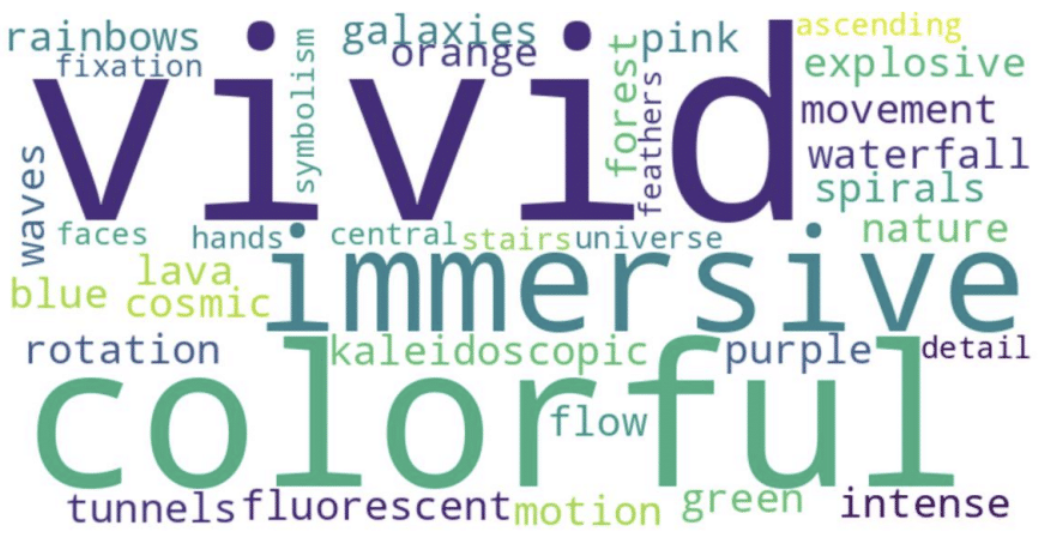 rainbows
galaxies
ascending
fixation
symbolism
orange
forest
pink
explosive
vivid
feathers
movement
waterfall
waves
spirals
faces
hands
central
stairs
universe
nature
lava
immersive
blue
cosmic
rotation
kaleidoscopic
purple
detail
colorful
flow
tunnels
fluorescent
motion
green
intense